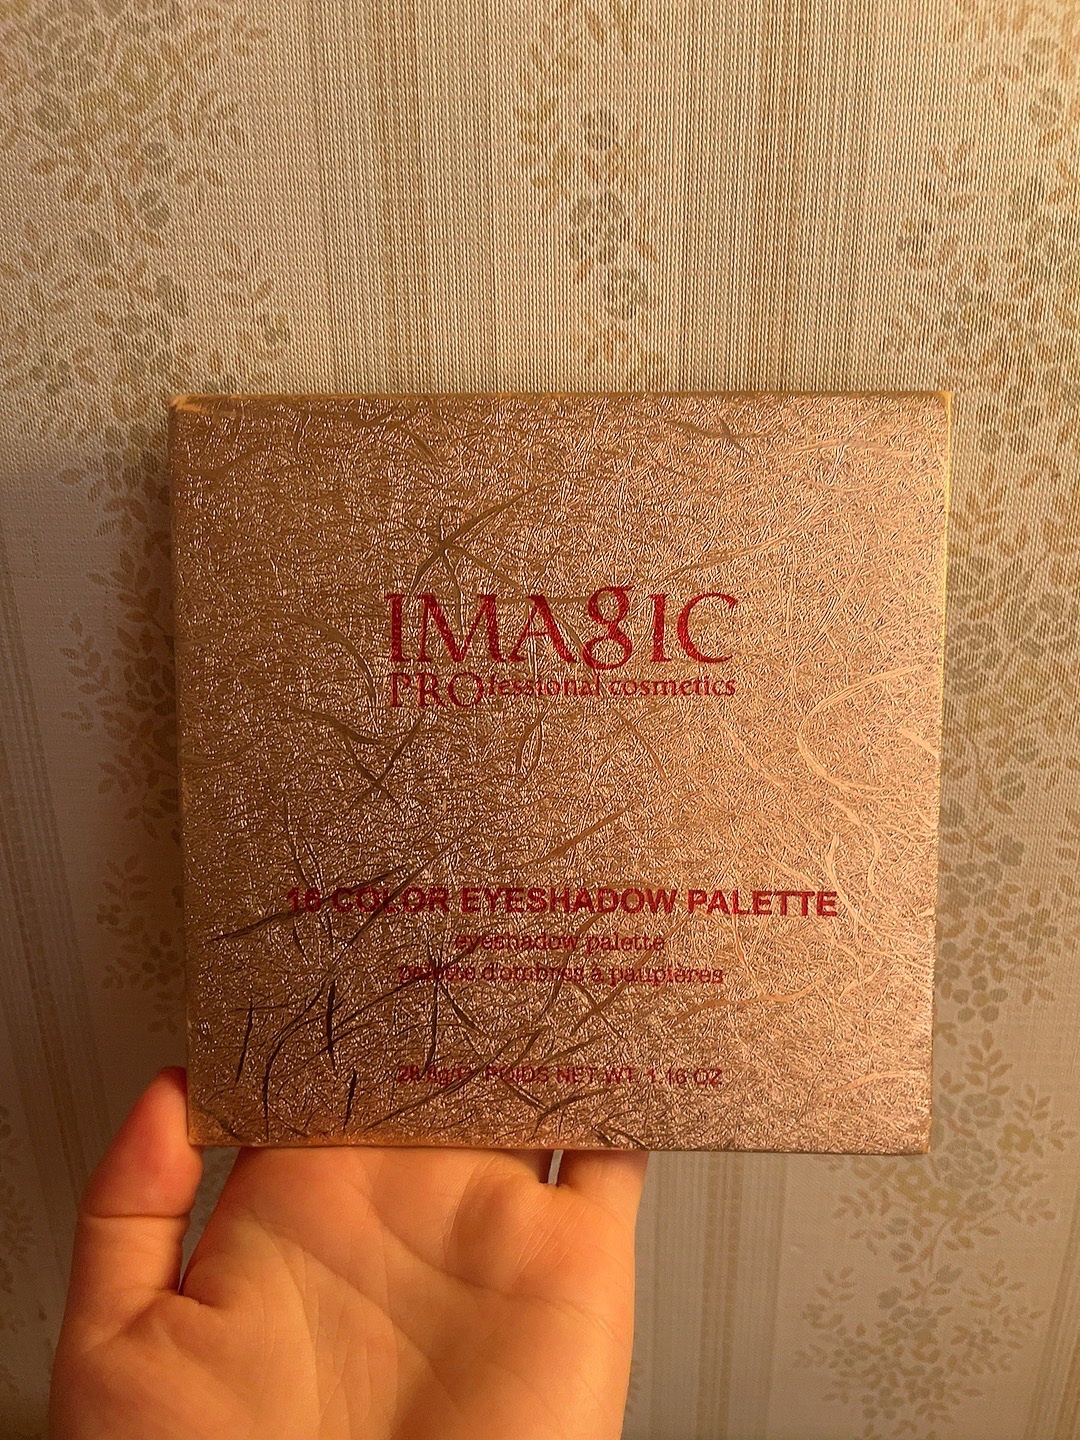 IMAGIC
PROfessional cosmetics
16 COLOR EYESHADOW PALETTE
eyeshadow palette
palette d'ombres à paupières
POIDS NET WT. 1.16 OZ